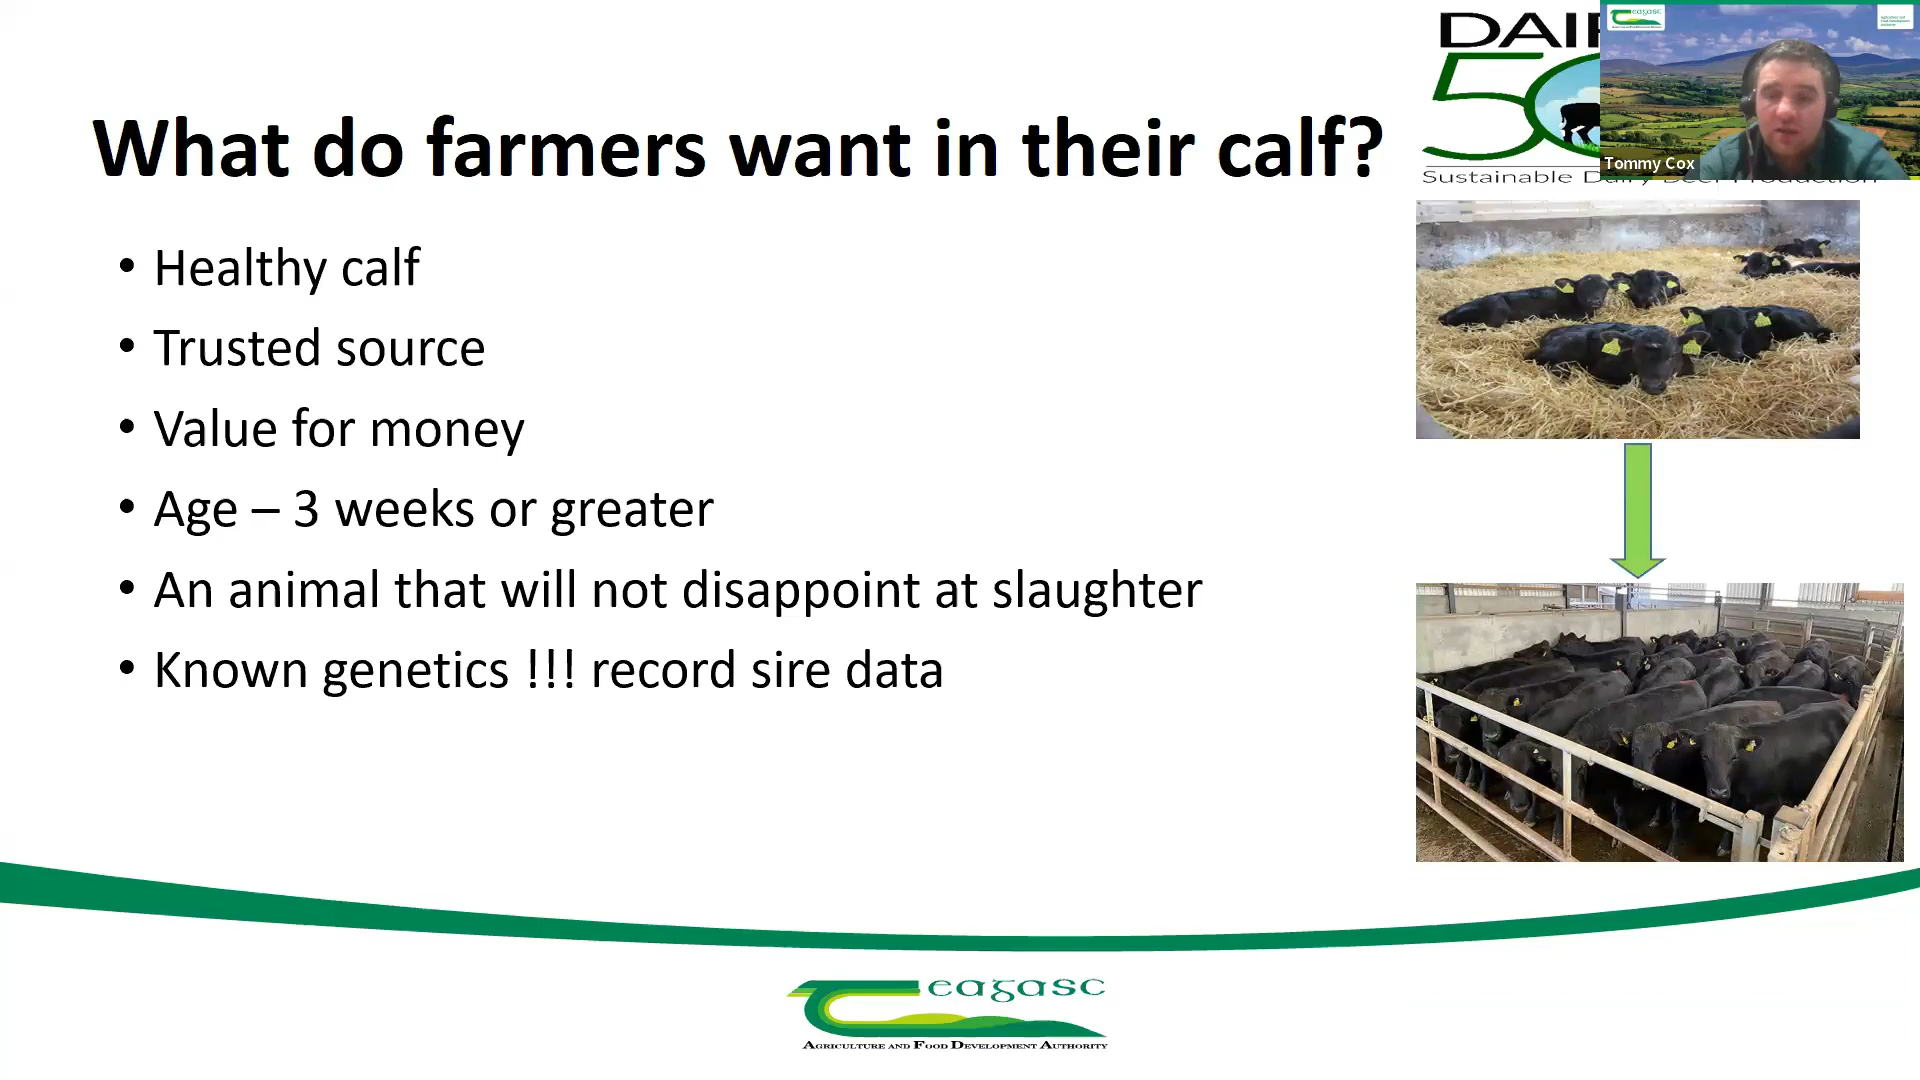 DAI
50
Sustainable Dairy Beef Production
teagasc
Tommy Cox
What do farmers want in their calf?
• Healthy calf
• Trusted source
• Value for money
• Age – 3 weeks or greater
• An animal that will not disappoint at slaughter
• Known genetics !!! record sire data
teagasc
AGRICULTURE AND FOOD DEVELOPMENT AUTHORITY